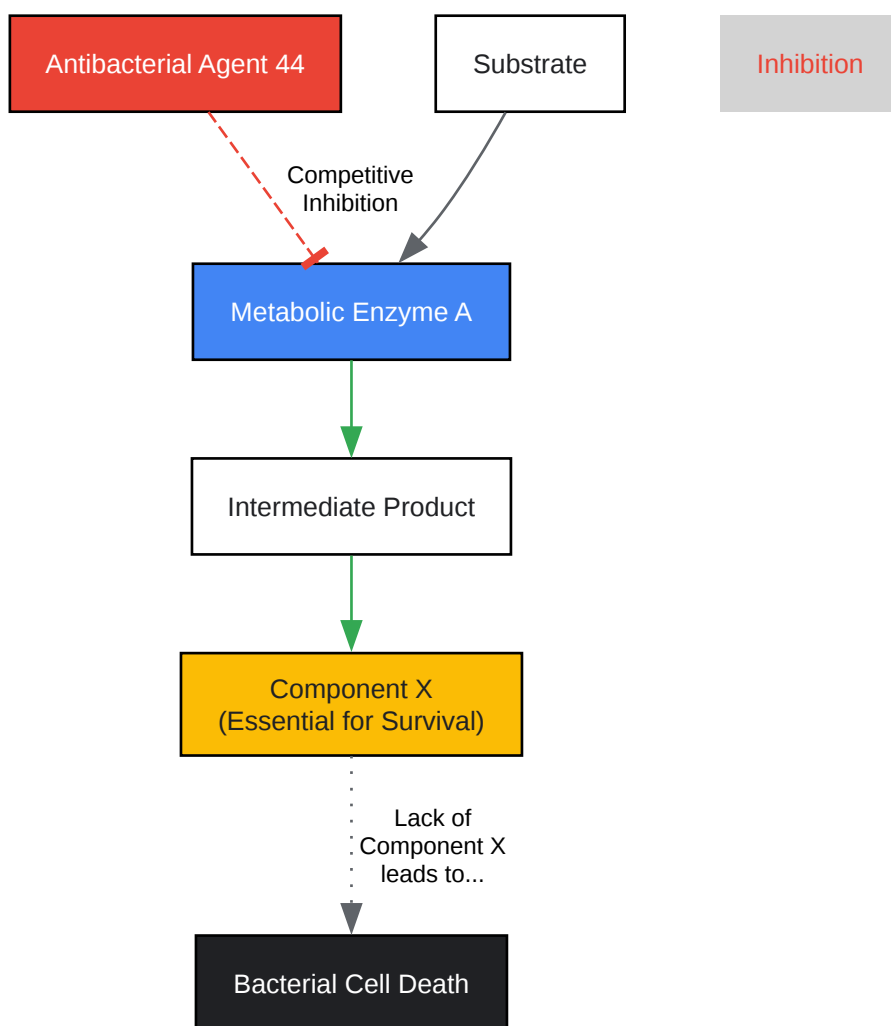 Antibacterial Agent 44
Substrate
Inhibition
Competitive
Inhibition
Metabolic Enzyme A
Intermediate Product
Component X
(Essential for Survival)
Lack of
Component X
leads to...
Bacterial Cell Death